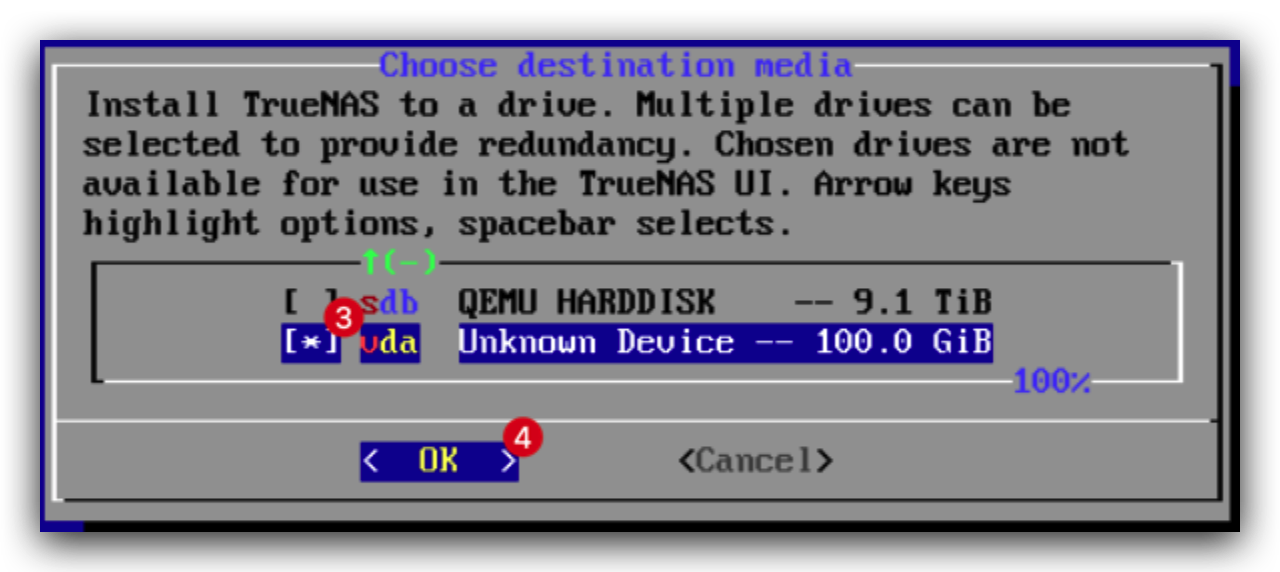 Choose destination media
Install TrueNAS to a drive. Multiple drives can be
selected to provide redundancy. Chosen drives are not
available for use in the TrueNAS UI. Arrow keys
highlight options, spacebar selects.
↑(-)
[ ] sdb QEMU HARDDISK -- 9.1 TiB
3
[*] vda Unknown Device -- 100.0 GiB
100%
4
< OK > <Cancel>